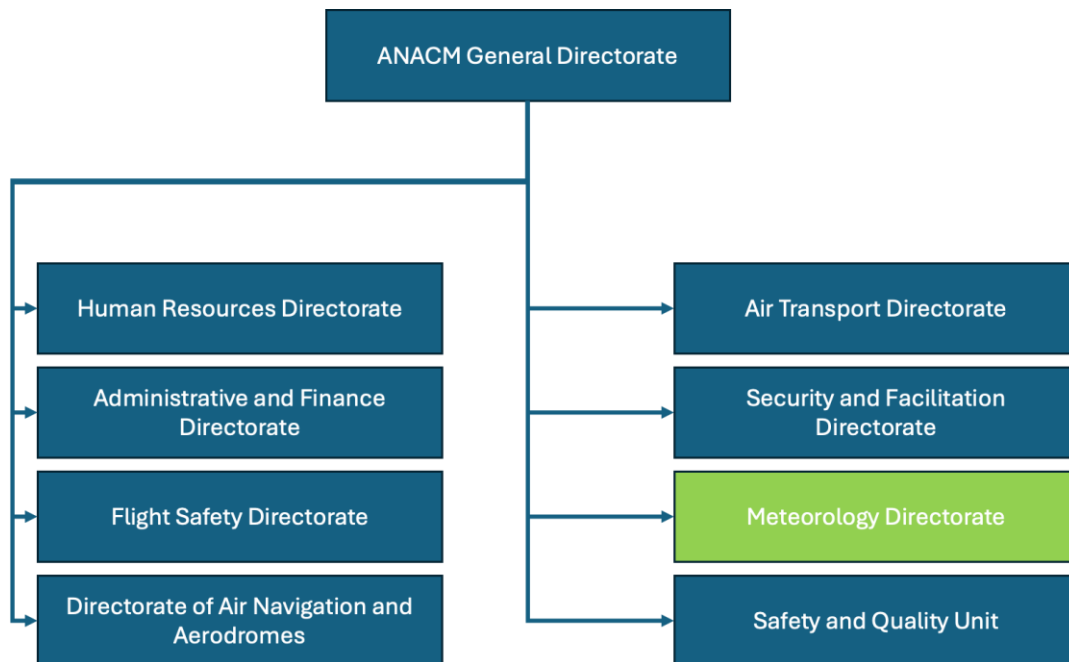 ANACM General Directorate
Human Resources Directorate
Administrative and Finance
Directorate
Flight Safety Directorate
Directorate of Air Navigation and
Aerodromes
Air Transport Directorate
Security and Facilitation
Directorate
Meteorology Directorate
Safety and Quality Unit